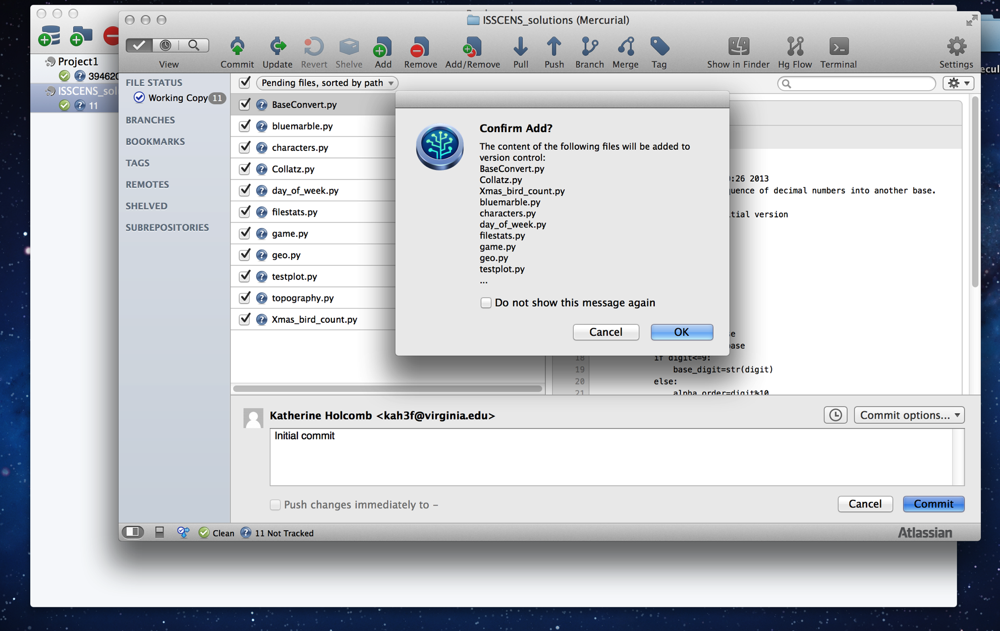 ISSCENS_solutions (Mercurial)
View
Commit
Update
Revert
Shelve
Add
Remove
Add/Remove
Pull
Push
Branch
Merge
Tag
Show in Finder
Hg Flow
Terminal
Settings
Project1
394620
ISSCENS_sol
11
FILE STATUS
Working Copy 11
BRANCHES
BOOKMARKS
TAGS
REMOTES
SHELVED
SUBREPOSITORIES
Pending files, sorted by path
BaseConvert.py
bluemarble.py
characters.py
Collatz.py
day_of_week.py
filestats.py
game.py
geo.py
testplot.py
topography.py
Xmas_bird_count.py
Confirm Add?
The content of the following files will be added to
version control:
BaseConvert.py
Collatz.py
Xmas_bird_count.py
bluemarble.py
characters.py
day_of_week.py
filestats.py
game.py
geo.py
testplot.py
...
Do not show this message again
Cancel
OK
:26 2013
uence of decimal numbers into another base.
tial version
e
ase
18 if digit<=9:
19 base_digit=str(digit)
20 else:
21 alpha_order=digit%10
Katherine Holcomb <kah3f@virginia.edu>
Commit options...
Initial commit
Push changes immediately to -
Cancel
Commit
Clean
11 Not Tracked
Atlassian